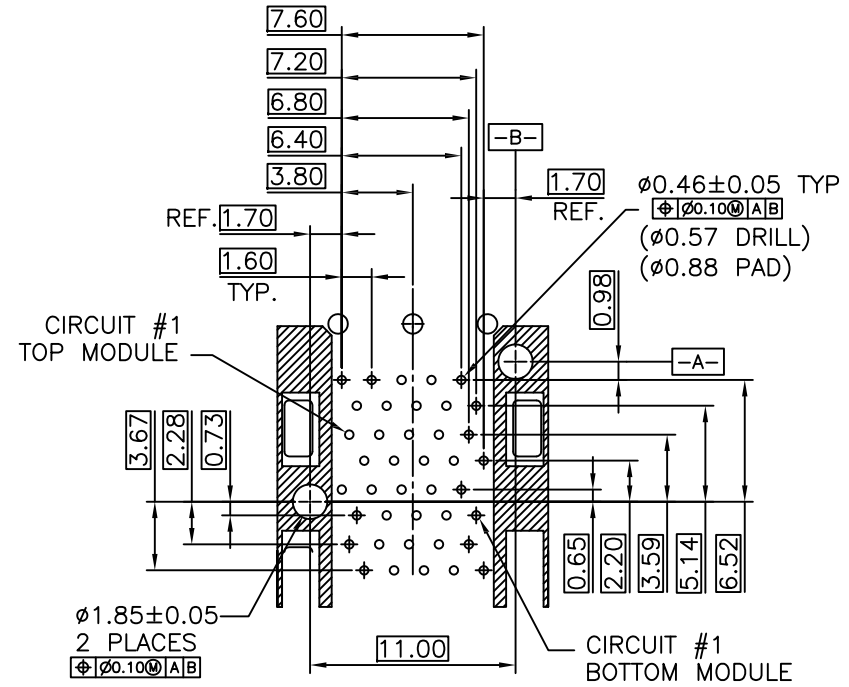 7.60
7.20
6.80
6.40
3.80
-B-
1.70
REF.
ø0.46±0.05 TYP
⌖ ø0.10Ⓜ A B
(ø0.57 DRILL)
(ø0.88 PAD)
REF. 1.70
1.60
TYP.
0.98
CIRCUIT #1
TOP MODULE
-A-
3.67
2.28
0.73
0.65
2.20
3.59
5.14
6.52
ø1.85±0.05
2 PLACES
⌖ ø0.10Ⓜ A B
11.00
CIRCUIT #1
BOTTOM MODULE